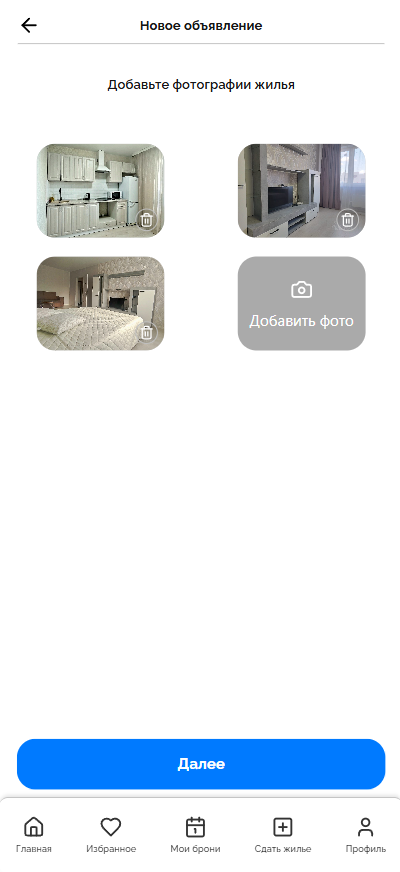 Новое объявление
Добавьте фотографии жилья
Добавить фото
Далее
Главная
Избранное
Мои брони
Сдать жилье
Профиль